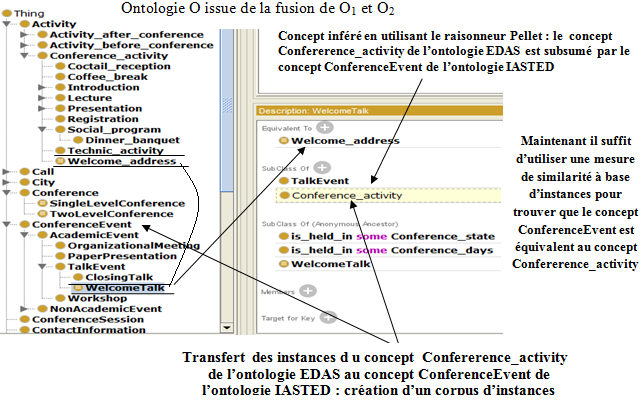 Ontologie O issue de la fusion de O1 et O2
Thing
Activity
Activity_after_conference
Activity_before_conference
Conference_activity
Coctail_reception
Coffee_break
Introduction
Lecture
Presentation
Registration
Social_program
Dinner_banquet
Technic_activity
Welcome_address
Call
City
Conference
SingleLevelConference
TwoLevelConference
ConferenceEvent
AcademicEvent
OrganizationalMeeting
PaperPresentation
TalkEvent
ClosingTalk
WelcomeTalk
Workshop
NonAcademicEvent
ConferenceSession
ContactInformation
Concept inféré en utilisant le raisonneur Pellet : le concept
Confererence_activity de l'ontologie EDAS est subsumé par le
concept ConferenceEvent de l'ontologie IASTED
Description: WelcomeTalk
Equivalent To
Welcome_address
SubClass Of
TalkEvent
Conference_activity
SubClass Of (Anonymous Ancestor)
is_held_in some Conference_state
is_held_in some Conference_days
WelcomeTalk
Members
Target for Key
Maintenant il suffit
d'utiliser une mesure
de similarité à base
d'instances pour
trouver que le concept
ConferenceEvent est
équivalent au concept
Confererence_activity
Transfert des instances d u concept Confererence_activity
de l'ontologie EDAS au concept ConferenceEvent de
l'ontologie IASTED : création d'un corpus d'instances